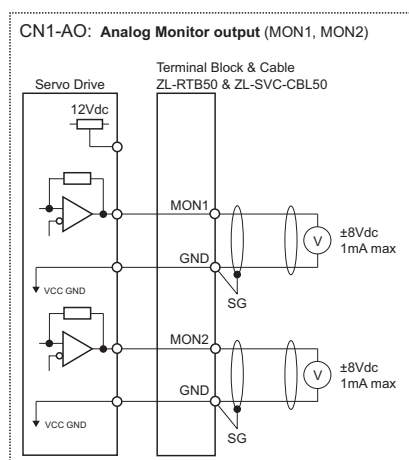 CN1-AO: Analog Monitor output (MON1, MON2)
Terminal Block & Cable
Servo Drive ZL-RTB50 & ZL-SVC-CBL50
12Vdc
MON1
V
±8Vdc
1mA max
GND
VCC GND
SG
MON2
V
±8Vdc
1mA max
GND
VCC GND
SG